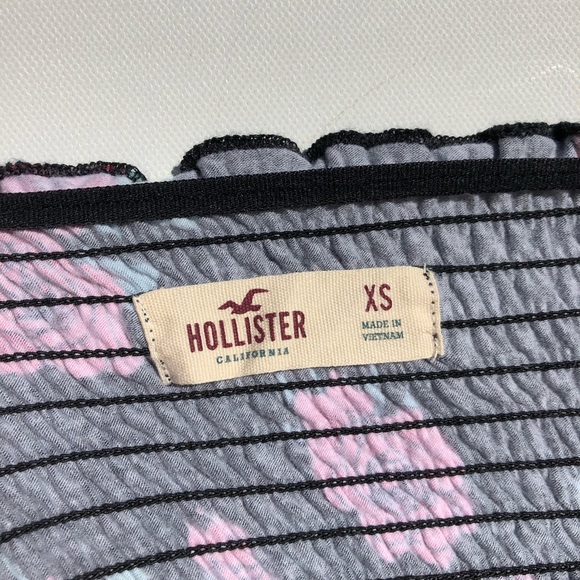 HOLLISTER
CALIFORNIA
XS
MADE IN
VIETNAM